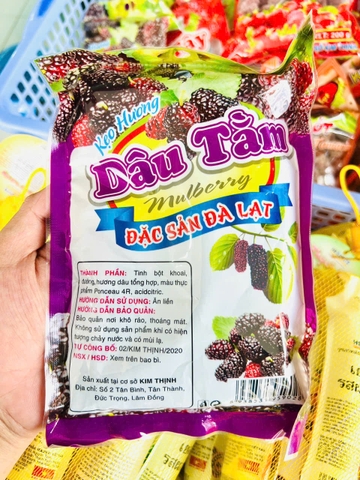 Kẹo Hương
Dâu Tằm
Mulberry
ĐẶC SẢN ĐÀ LẠT
THÀNH PHẦN: Tinh bột khoai,
đường, hương dâu tổng hợp, màu thực
phẩm Ponceau 4R, acidcitric.
HƯỚNG DẪN SỬ DỤNG: Ăn liền
HƯỚNG DẪN BẢO QUẢN:
Bảo quản nơi khô ráo, thoáng mát.
Không sử dụng sản phẩm khi có hiện
tượng chảy nước và có mùi lạ.
TỰ CÔNG BỐ: 02/KIM THỊNH/2020
NSX / HSD: Xem trên bao bì.
Sản xuất tại cơ sở KIM THỊNH
Địa chỉ: Số 2 Tân Bình, Tân Thành,
Đức Trọng, Lâm Đồng